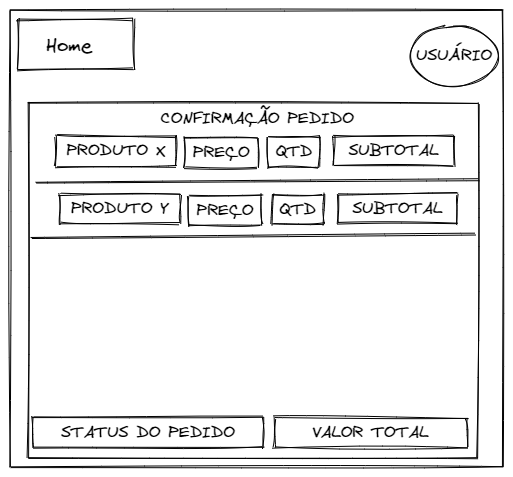 Home
USUÁRIO
CONFIRMAÇÃO PEDIDO
PRODUTO X PREÇO QTD SUBTOTAL
PRODUTO Y PREÇO QTD SUBTOTAL
STATUS DO PEDIDO VALOR TOTAL